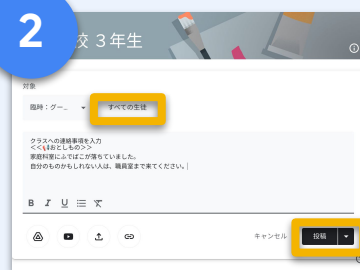 2
校 3年生
対象
臨時：グー...
すべての生徒
クラスへの連絡事項を入力
<<📢おとしもの>>
家庭科室にふでばこが落ちていました。
自分のものかもしれない人は、職員室まで来てください。
B I U
キャンセル
投稿